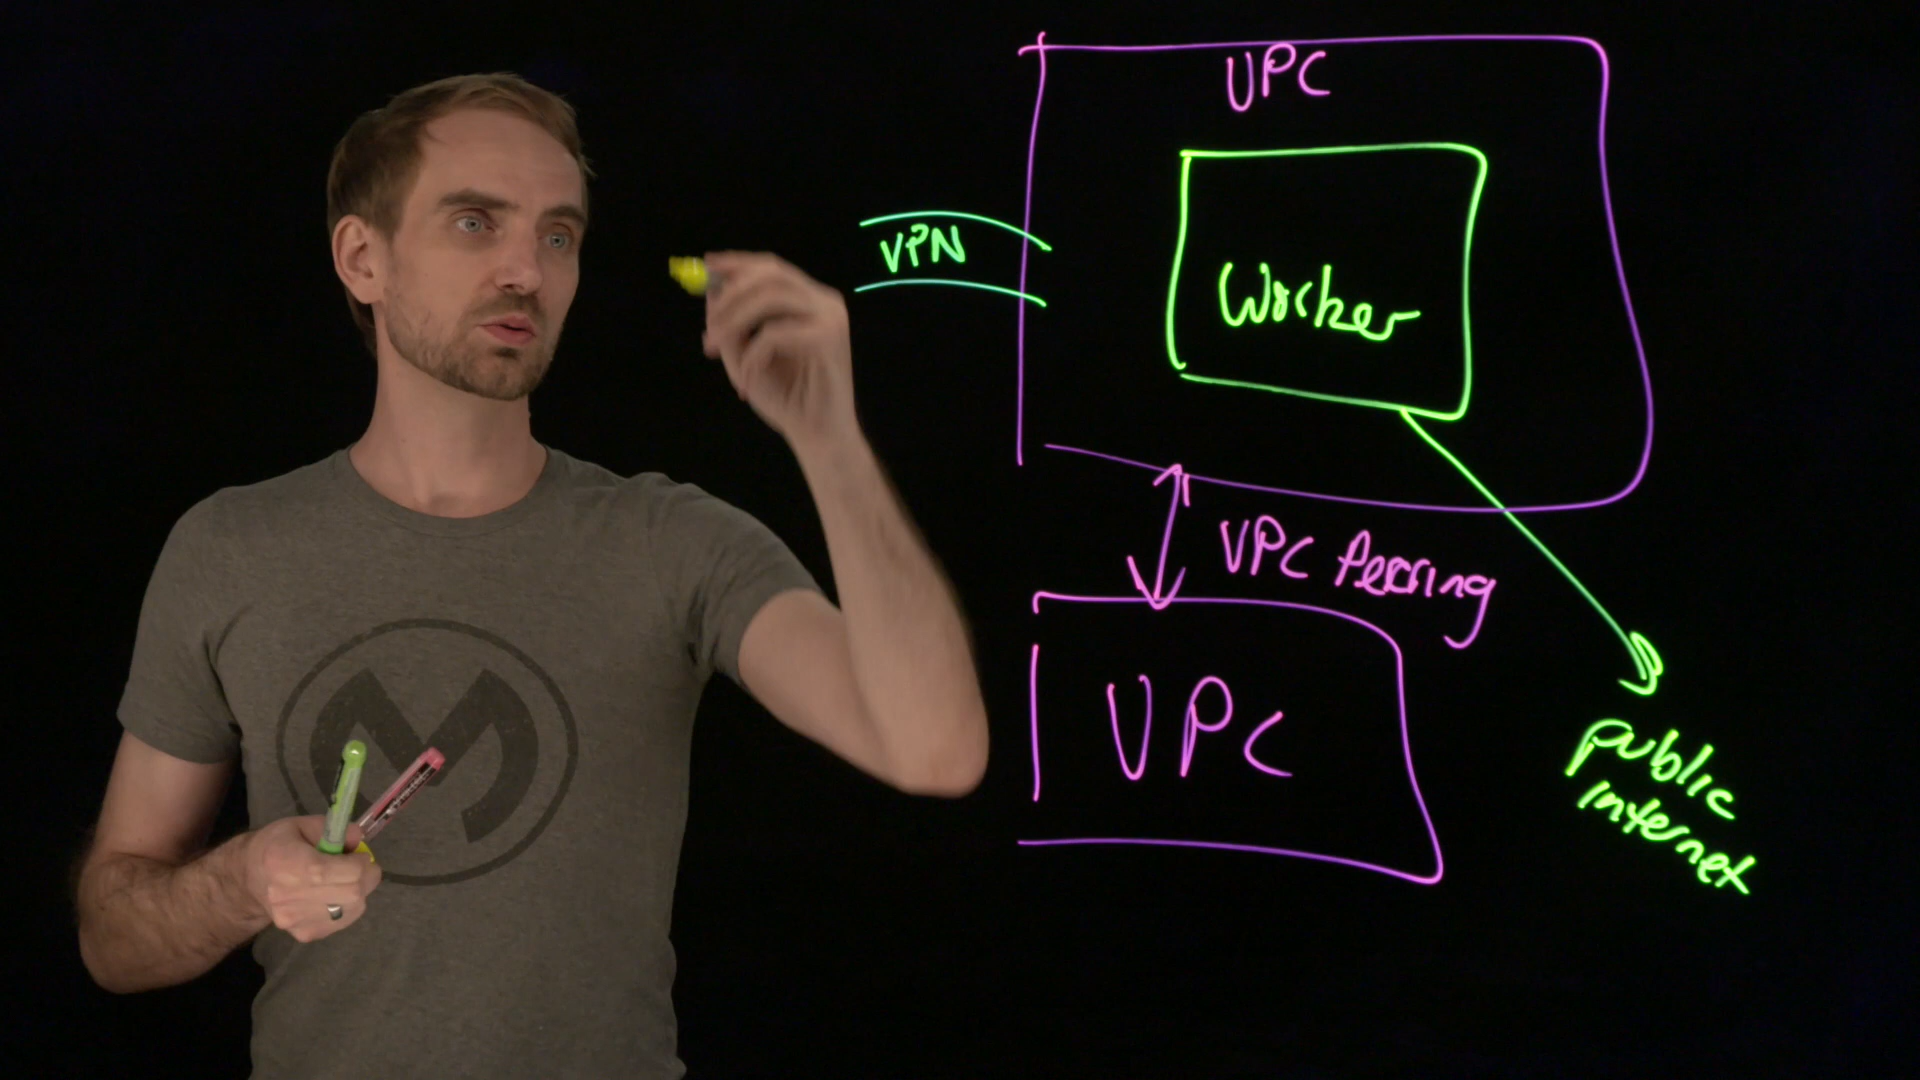 VPC
VPN
Worker
VPC Peering
VPC
public
internet